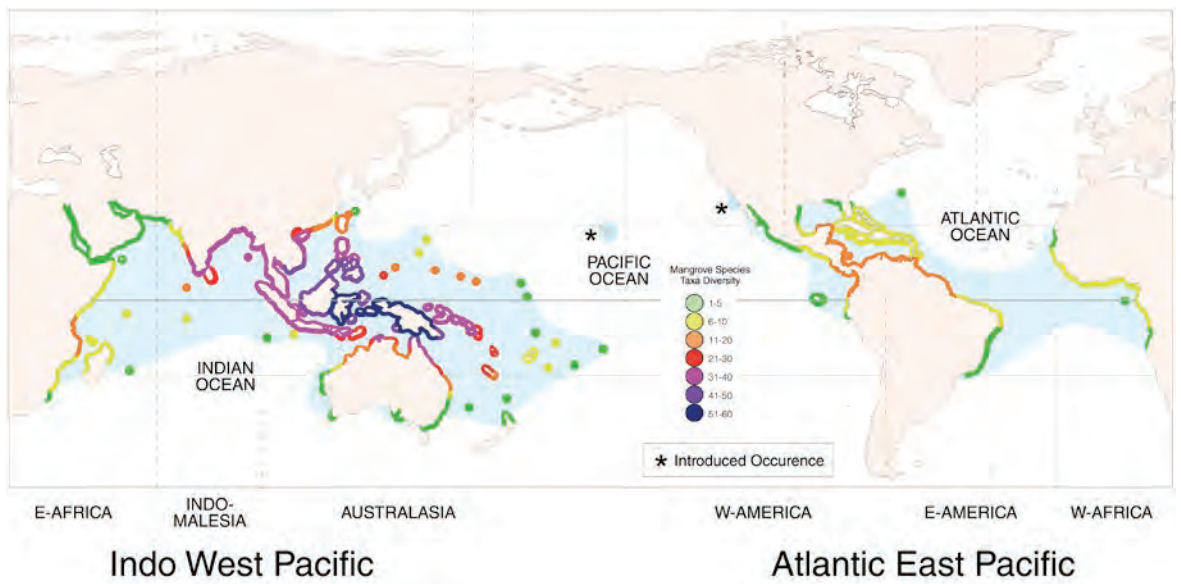 ATLANTIC
OCEAN
*
*
PACIFIC
OCEAN
Mangrove Species
Taxa Diversity
1-5
6-10
11-20
21-30
31-40
41-50
51-60
INDIAN
OCEAN
* Introduced Occurence
E-AFRICA
INDO-
MALESIA
AUSTRALASIA
W-AMERICA
E-AMERICA
W-AFRICA
Indo West Pacific
Atlantic East Pacific